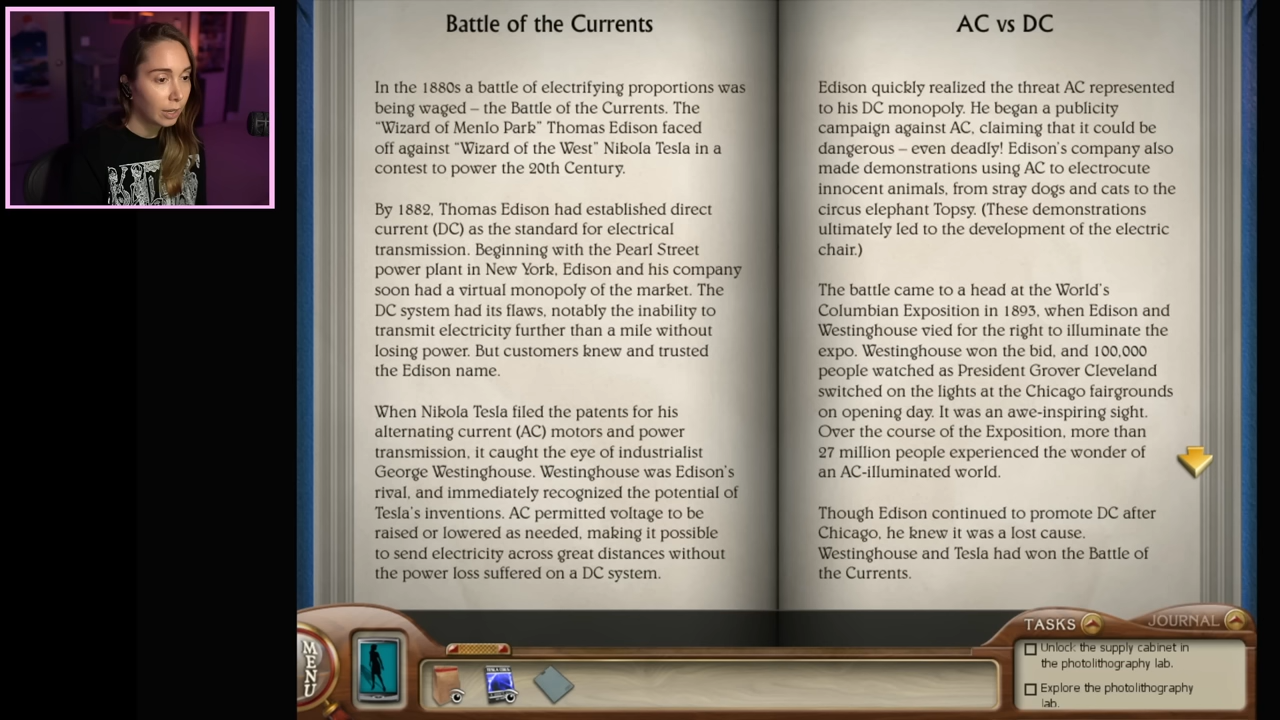 Battle of the Currents
In the 1880s a battle of electrifying proportions was
being waged – the Battle of the Currents. The
“Wizard of Menlo Park” Thomas Edison faced
off against “Wizard of the West” Nikola Tesla in a
contest to power the 20th Century.
By 1882, Thomas Edison had established direct
current (DC) as the standard for electrical
transmission. Beginning with the Pearl Street
power plant in New York, Edison and his company
soon had a virtual monopoly of the market. The
DC system had its flaws, notably the inability to
transmit electricity further than a mile without
losing power. But customers knew and trusted
the Edison name.
When Nikola Tesla filed the patents for his
alternating current (AC) motors and power
transmission, it caught the eye of industrialist
George Westinghouse. Westinghouse was Edison’s
rival, and immediately recognized the potential of
Tesla’s inventions. AC permitted voltage to be
raised or lowered as needed, making it possible
to send electricity across great distances without
the power loss suffered on a DC system.
AC vs DC
Edison quickly realized the threat AC represented
to his DC monopoly. He began a publicity
campaign against AC, claiming that it could be
dangerous – even deadly! Edison’s company also
made demonstrations using AC to electrocute
innocent animals, from stray dogs and cats to the
circus elephant Topsy. (These demonstrations
ultimately led to the development of the electric
chair.)
The battle came to a head at the World’s
Columbian Exposition in 1893, when Edison and
Westinghouse vied for the right to illuminate the
expo. Westinghouse won the bid, and 100,000
people watched as President Grover Cleveland
switched on the lights at the Chicago fairgrounds
on opening day. It was an awe-inspiring sight.
Over the course of the Exposition, more than
27 million people experienced the wonder of
an AC-illuminated world.
Though Edison continued to promote DC after
Chicago, he knew it was a lost cause.
Westinghouse and Tesla had won the Battle of
the Currents.
MENU
TASKS
JOURNAL
Unlock the supply cabinet in
the photolithography lab.
Explore the photolithography
lab.